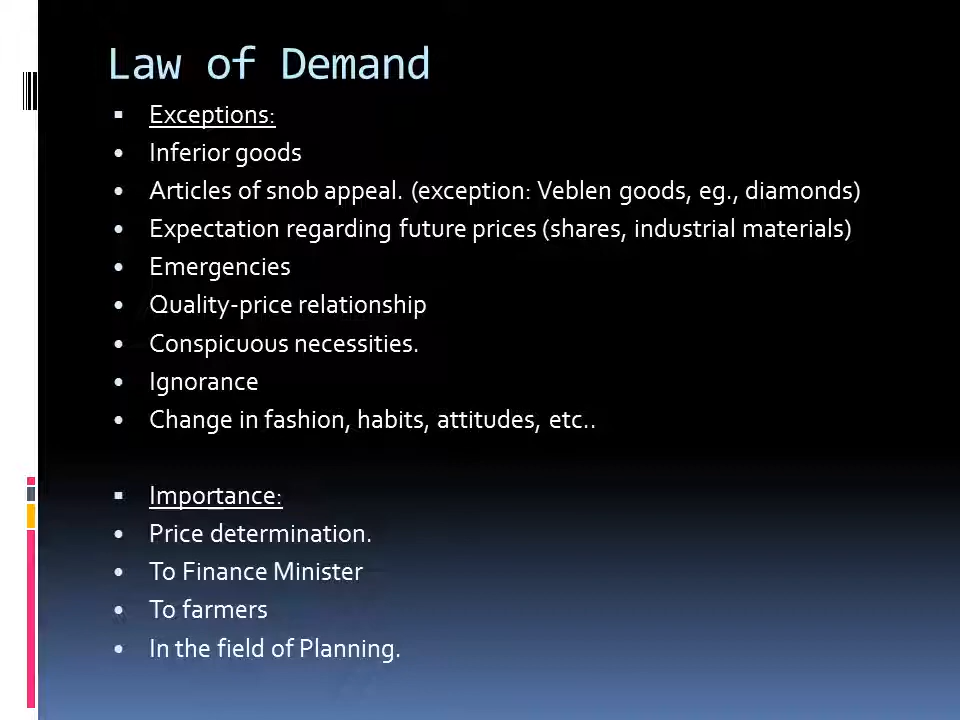 Law of Demand
Exceptions:
Inferior goods
Articles of snob appeal. (exception: Veblen goods, eg., diamonds)
Expectation regarding future prices (shares, industrial materials)
Emergencies
Quality-price relationship
Conspicuous necessities.
Ignorance
Change in fashion, habits, attitudes, etc..
Importance:
Price determination.
To Finance Minister
To farmers
In the field of Planning.